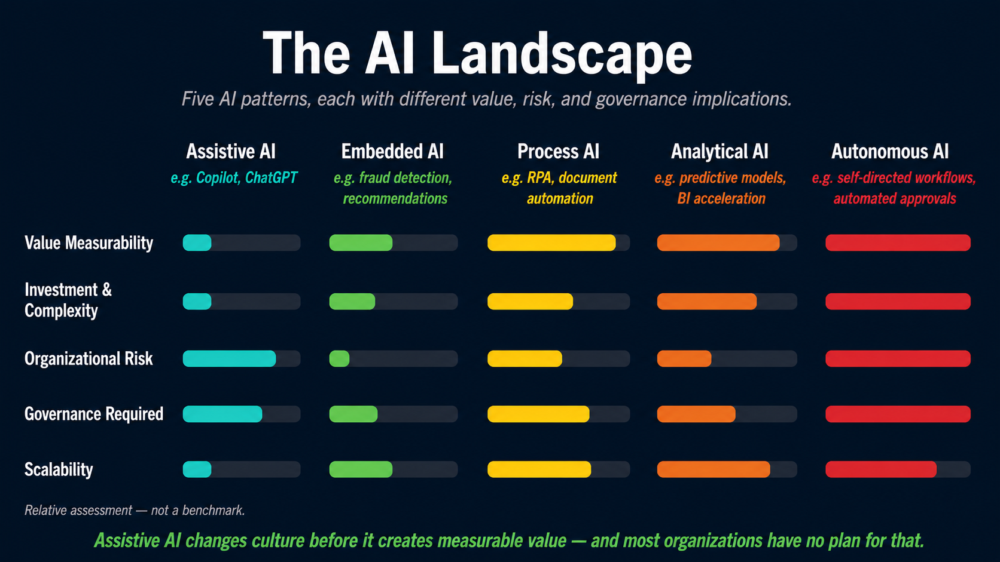 The AI Landscape
Five AI patterns, each with different value, risk, and governance implications.
Assistive AI
e.g. Copilot, ChatGPT
Embedded AI
e.g. fraud detection,
recommendations
Process AI
e.g. RPA, document
automation
Analytical AI
e.g. predictive models,
BI acceleration
Autonomous AI
e.g. self-directed workflows,
automated approvals
Value Measurability
Investment &
Complexity
Organizational Risk
Governance Required
Scalability
Relative assessment — not a benchmark.
Assistive AI changes culture before it creates measurable value — and most organizations have no plan for that.